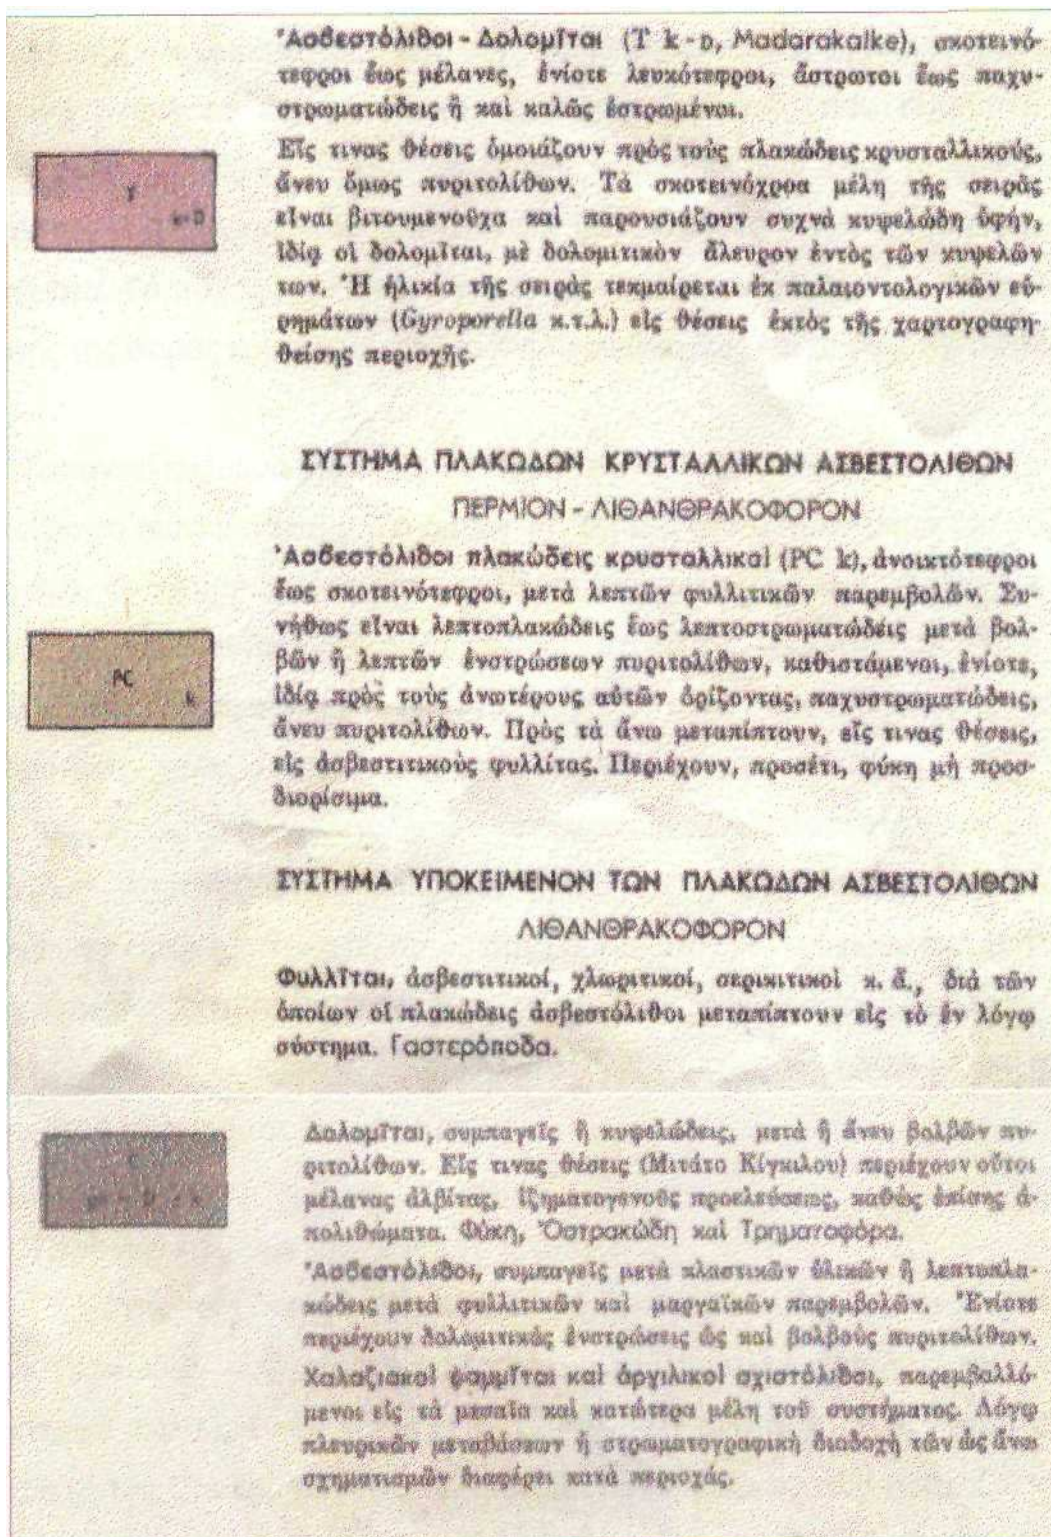 Ἀσβεστόλιθοι - Δολομῖται (T k-D, Madarakalke), σκοτεινό-
τεφροι ἕως μέλανες, ἐνίοτε λευκότεφροι, ἄστρωτοι ἕως παχυ-
στρωματώδεις ἢ καὶ καλῶς ἐστρωμένοι.
Εἴς τινας θέσεις ὁμοιάζουν πρὸς τοὺς πλακώδεις κρυσταλλικούς,
ἄνευ ὅμως πυριτολίθων. Τὰ σκοτεινόχροα μέλη τῆς σειρᾶς
εἶναι βιτουμενοῦχα καὶ παρουσιάζουν συχνὰ κυψελώδη ὑφήν,
ἰδίᾳ οἱ δολομῖται, μὲ δολομιτικὸν ἄλευρον ἐντὸς τῶν κυψελῶν
των. Ἡ ἡλικία τῆς σειρᾶς τεκμαίρεται ἐκ παλαιοντολογικῶν εὑ-
ρημάτων (Gyroporella κ.τ.λ.) εἰς θέσεις ἐκτὸς τῆς χαρτογραφη-
θείσης περιοχῆς.
ΣΥΣΤΗΜΑ ΠΛΑΚΩΔΩΝ ΚΡΥΣΤΑΛΛΙΚΩΝ ΑΣΒΕΣΤΟΛΙΘΩΝ
ΠΕΡΜΙΟΝ - ΛΙΘΑΝΘΡΑΚΟΦΟΡΟΝ
PC
k
Ἀσβεστόλιθοι πλακώδεις κρυσταλλικοί (PC k), ἀνοικτότεφροι
ἕως σκοτεινότεφροι, μετὰ λεπτῶν φυλλιτικῶν παρεμβολῶν. Συ-
νήθως εἶναι λεπτοπλακώδεις ἕως λεπτοστρωματώδεις μετὰ βολ-
βῶν ἢ λεπτῶν ἐνστρώσεων πυριτολίθων, καθιστάμενοι, ἐνίοτε,
ἰδίᾳ πρὸς τοὺς ἀνωτέρους αὐτῶν ὁρίζοντας, παχυστρωματώδεις,
ἄνευ πυριτολίθων. Πρὸς τὰ ἄνω μεταπίπτουν, εἴς τινας θέσεις,
εἰς ἀσβεστιτικοὺς φυλλίτας. Περιέχουν, προσέτι, φύκη μὴ προσ-
διορίσιμα.
ΣΥΣΤΗΜΑ ΥΠΟΚΕΙΜΕΝΟΝ ΤΩΝ ΠΛΑΚΩΔΩΝ ΑΣΒΕΣΤΟΛΙΘΩΝ
ΛΙΘΑΝΘΡΑΚΟΦΟΡΟΝ
Φυλλῖται, ἀσβεστιτικοί, χλωριτικοί, σερικιτικοί κ.ἄ., διὰ τῶν
ὁποίων οἱ πλακώδεις ἀσβεστόλιθοι μεταπίπτουν εἰς τὸ ἐν λόγῳ
σύστημα. Γαστερόποδα.
Δολομῖται, συμπαγεῖς ἢ κυψελώδεις, μετὰ ἢ ἄνευ βολβῶν πυ-
ριτολίθων. Εἴς τινας θέσεις (Μιτάτο Κίγκιλου) περιέχουν οὗτοι
μέλανας ἀλβίτας, ἰζηματογενοῦς προελεύσεως, καθὼς ἐπίσης ἀ-
πολιθώματα. Φύκη, Ὀστρακώδη καὶ Τρηματοφόρα.
Ἀσβεστόλιθοι, συμπαγεῖς μετὰ κλαστικῶν ὑλικῶν ἢ λεπτοπλα-
κώδεις μετὰ φυλλιτικῶν καὶ μαργαϊκῶν παρεμβολῶν. Ἐνίοτε
περιέχουν δολομιτικὰς ἐνστρώσεις ὡς καὶ βολβοὺς πυριτολίθων.
Χαλαζιακοὶ ψαμμῖται καὶ ἀργιλικοὶ σχιστόλιθοι, παρεμβαλλό-
μενοι εἰς τὰ μεσαῖα καὶ κατώτερα μέλη τοῦ συστήματος. Λόγῳ
πλευρικῶν μεταβάσεων ἡ στρωματογραφικὴ διαδοχὴ τῶν ὡς ἄνω
σχηματισμῶν διαφέρει κατὰ περιοχάς.